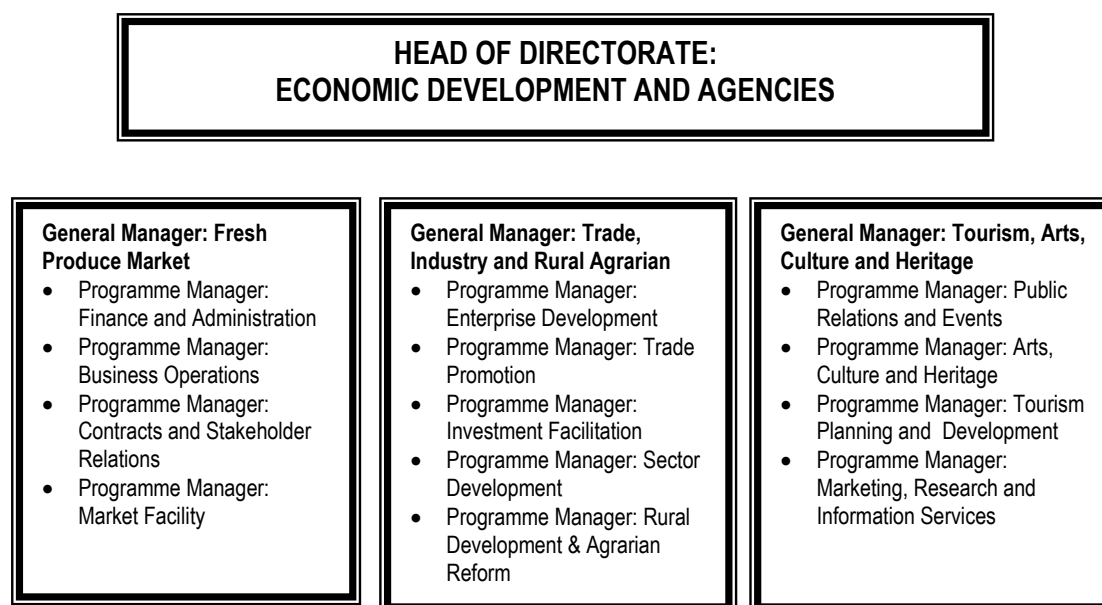 HEAD OF DIRECTORATE:
ECONOMIC DEVELOPMENT AND AGENCIES
General Manager: Fresh
Produce Market
• Programme Manager:
Finance and Administration
• Programme Manager:
Business Operations
• Programme Manager:
Contracts and Stakeholder
Relations
• Programme Manager:
Market Facility
General Manager: Trade,
Industry and Rural Agrarian
• Programme Manager:
Enterprise Development
• Programme Manager: Trade
Promotion
• Programme Manager:
Investment Facilitation
• Programme Manager: Sector
Development
• Programme Manager: Rural
Development & Agrarian
Reform
General Manager: Tourism, Arts,
Culture and Heritage
• Programme Manager: Public
Relations and Events
• Programme Manager: Arts,
Culture and Heritage
• Programme Manager: Tourism
Planning and  Development
• Programme Manager:
Marketing, Research and
Information Services